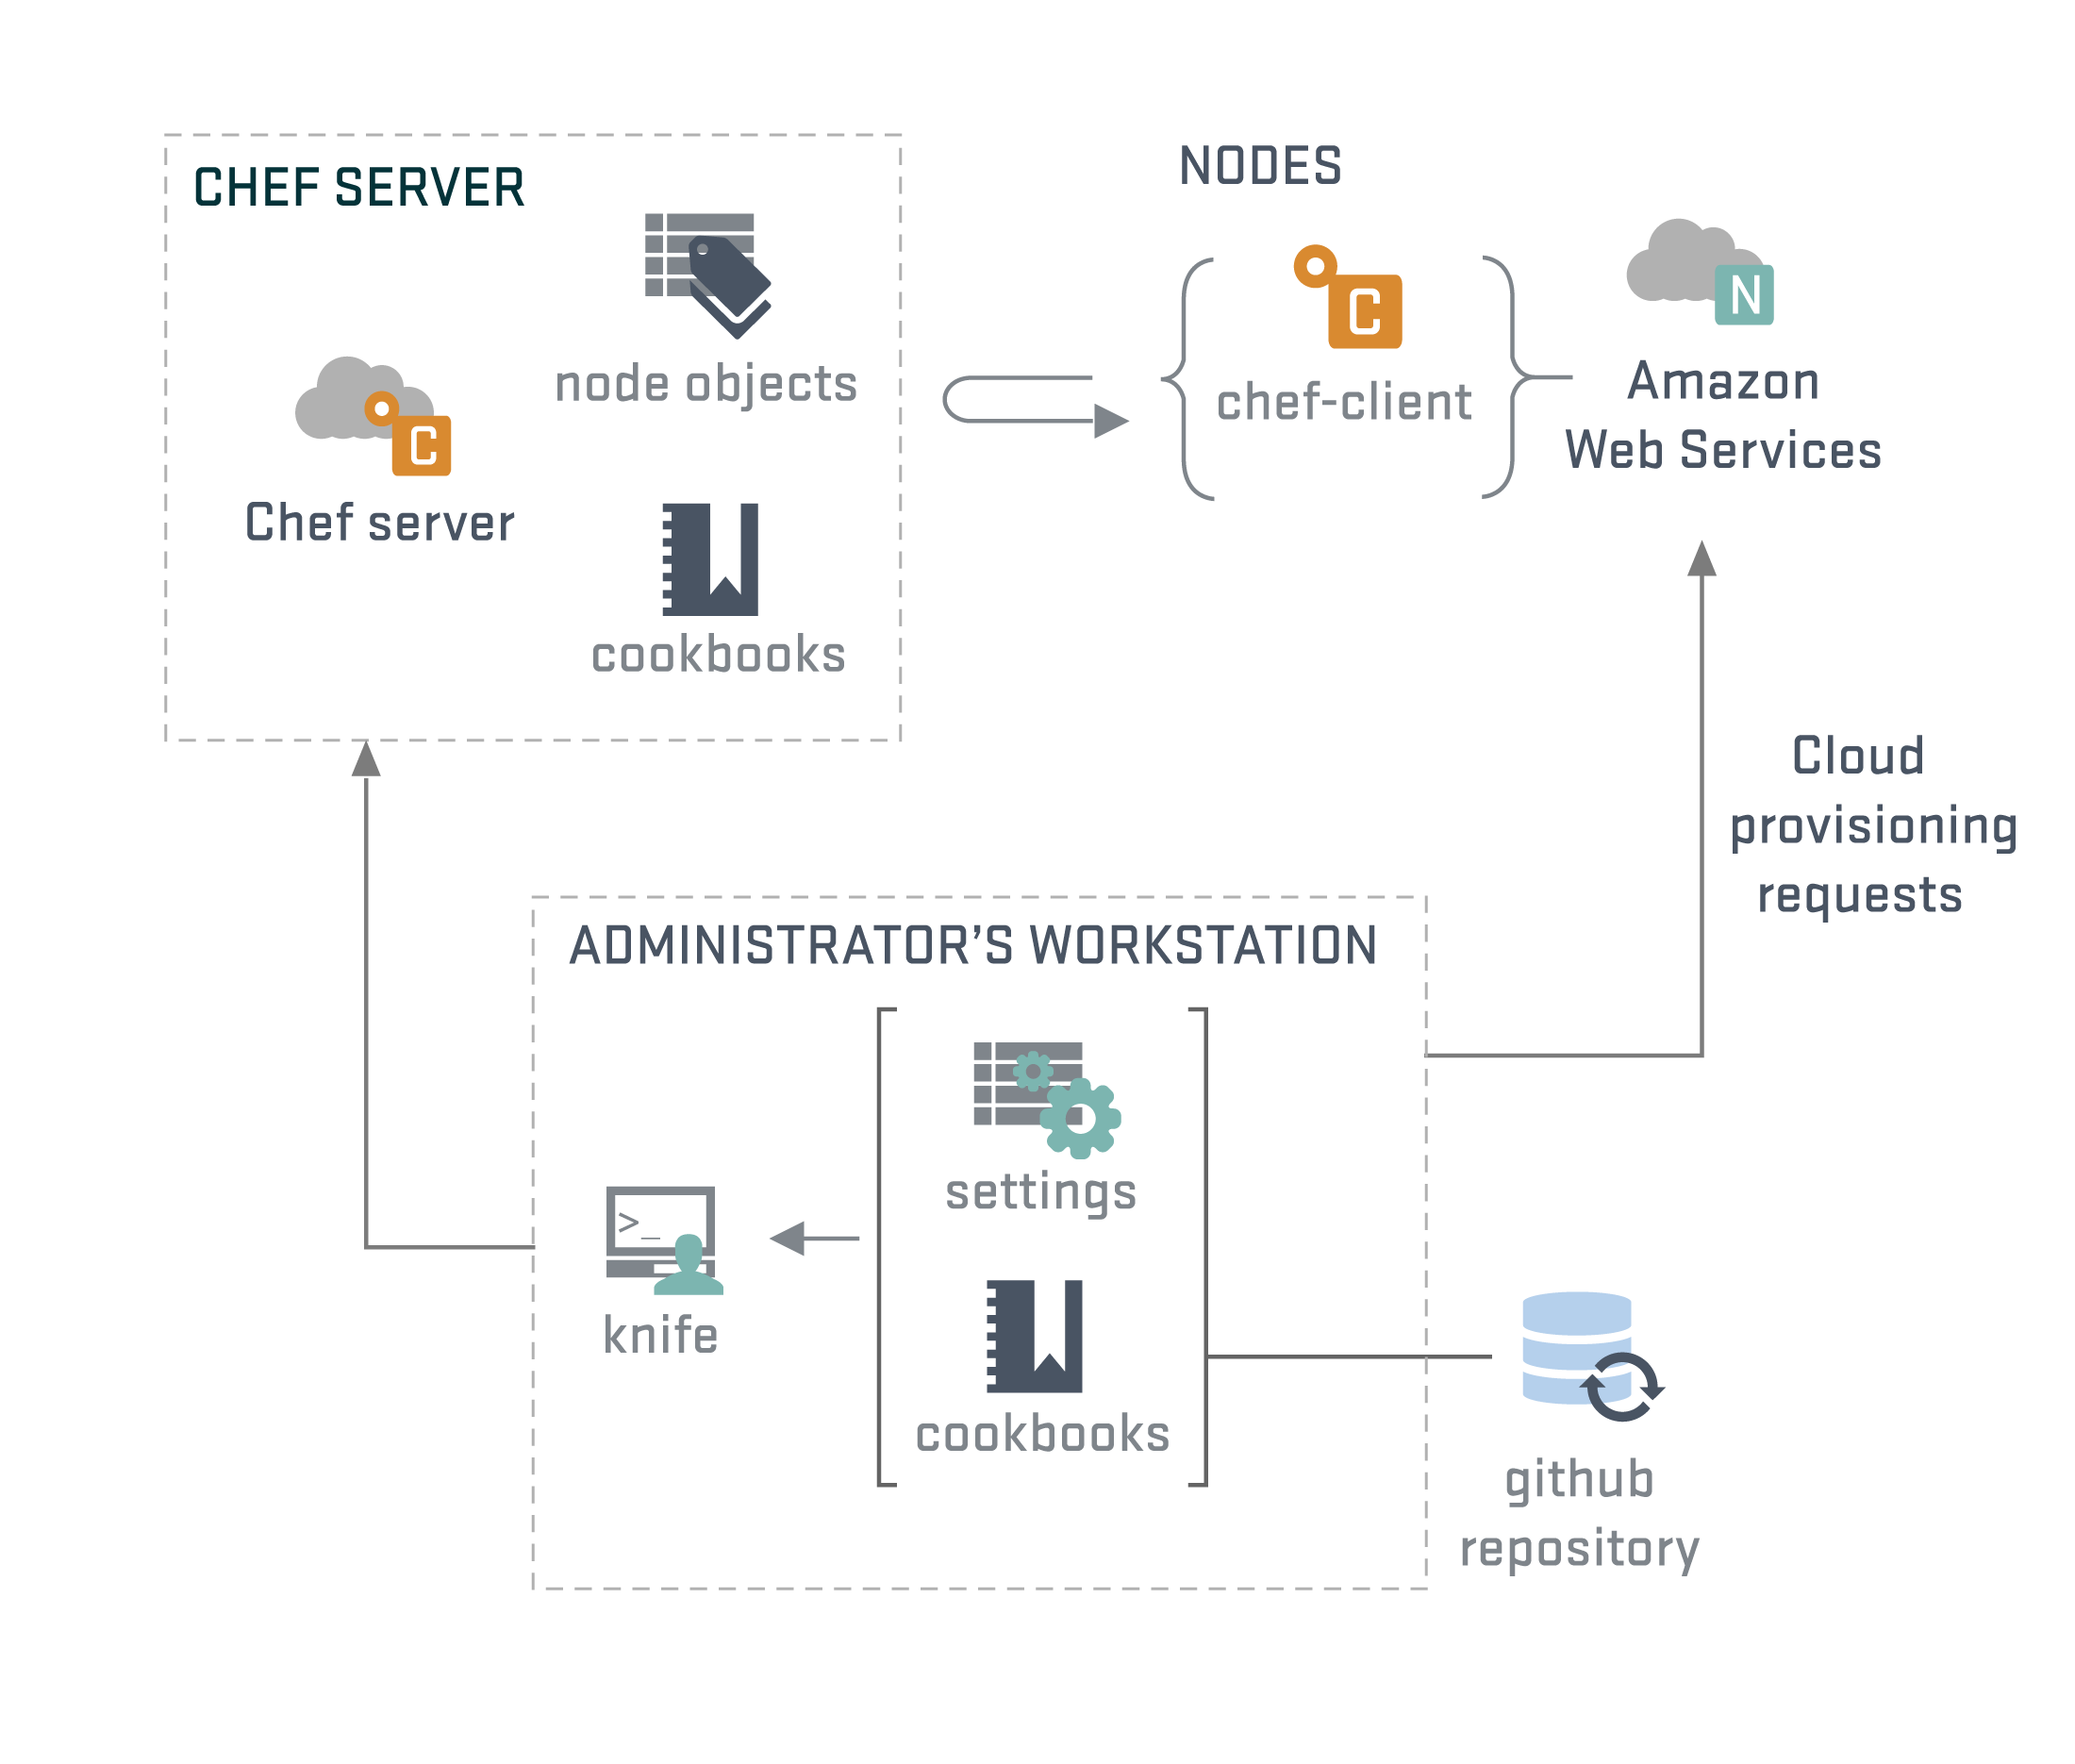 CHEF SERVER
node objects
C
Chef server
cookbooks
NODES
C
chef-client
N
Amazon
Web Services
Cloud
provisioning
requests
ADMINISTRATOR’S WORKSTATION
settings
>_
knife
cookbooks
github
repository